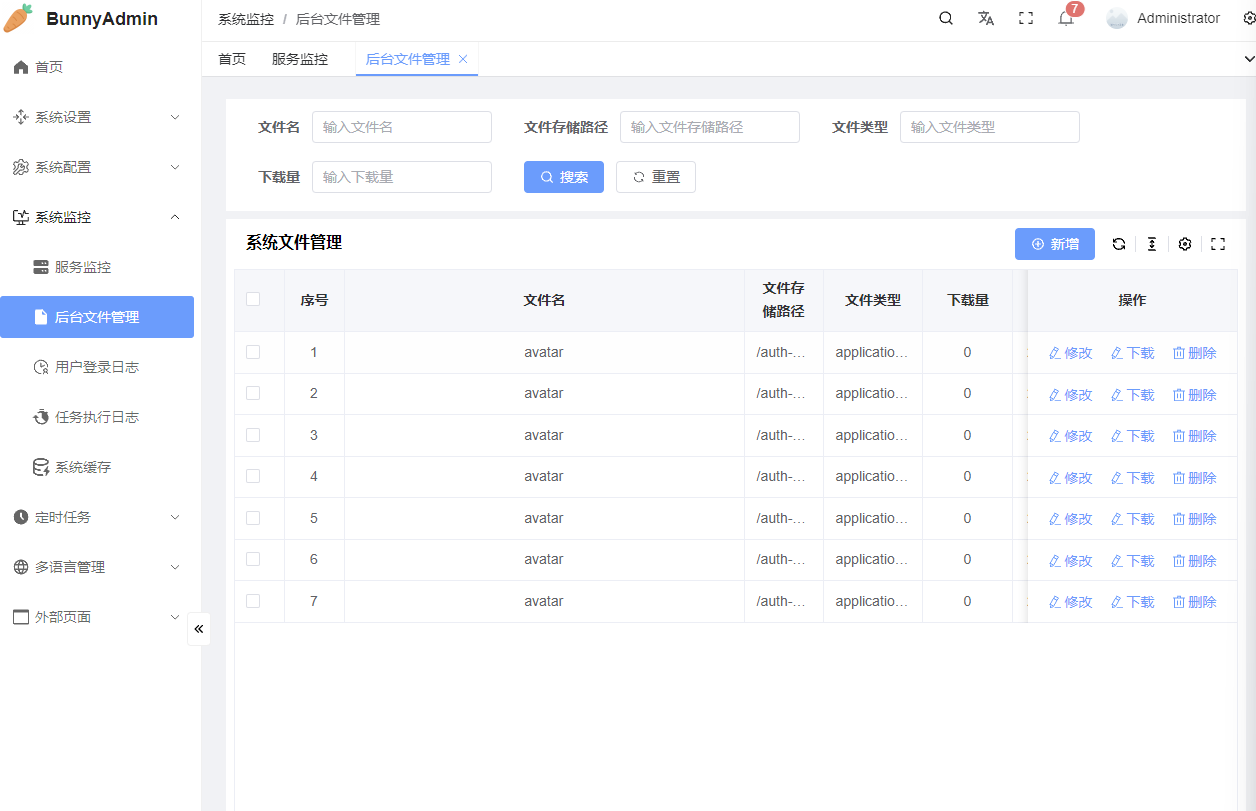 BunnyAdmin
系统监控 / 后台文件管理
7
Administrator
首页
服务监控
后台文件管理
首页
系统设置
系统配置
系统监控
服务监控
后台文件管理
用户登录日志
任务执行日志
系统缓存
定时任务
多语言管理
外部页面
文件名 输入文件名
文件存储路径 输入文件存储路径
文件类型 输入文件类型
下载量 输入下载量
搜索
重置
系统文件管理
新增
序号 文件名 文件存储路径 文件类型 下载量 操作
1 avatar /auth-... applicatio... 0 修改 下载 删除
2 avatar /auth-... applicatio... 0 修改 下载 删除
3 avatar /auth-... applicatio... 0 修改 下载 删除
4 avatar /auth-... applicatio... 0 修改 下载 删除
5 avatar /auth-... applicatio... 0 修改 下载 删除
6 avatar /auth-... applicatio... 0 修改 下载 删除
7 avatar /auth-... applicatio... 0 修改 下载 删除